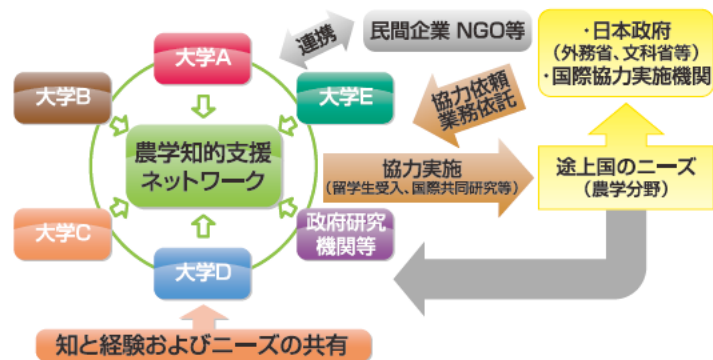 大学A
大学B
大学E
農学知的支援
ネットワーク
大学C
政府研究
機関等
大学D
知と経験およびニーズの共有
連携
民間企業 NGO等
・日本政府
（外務省、文科省等）
・国際協力実施機関
協力依頼
業務依託
協力実施
（留学生受入、国際共同研究等）
途上国のニーズ
（農学分野）